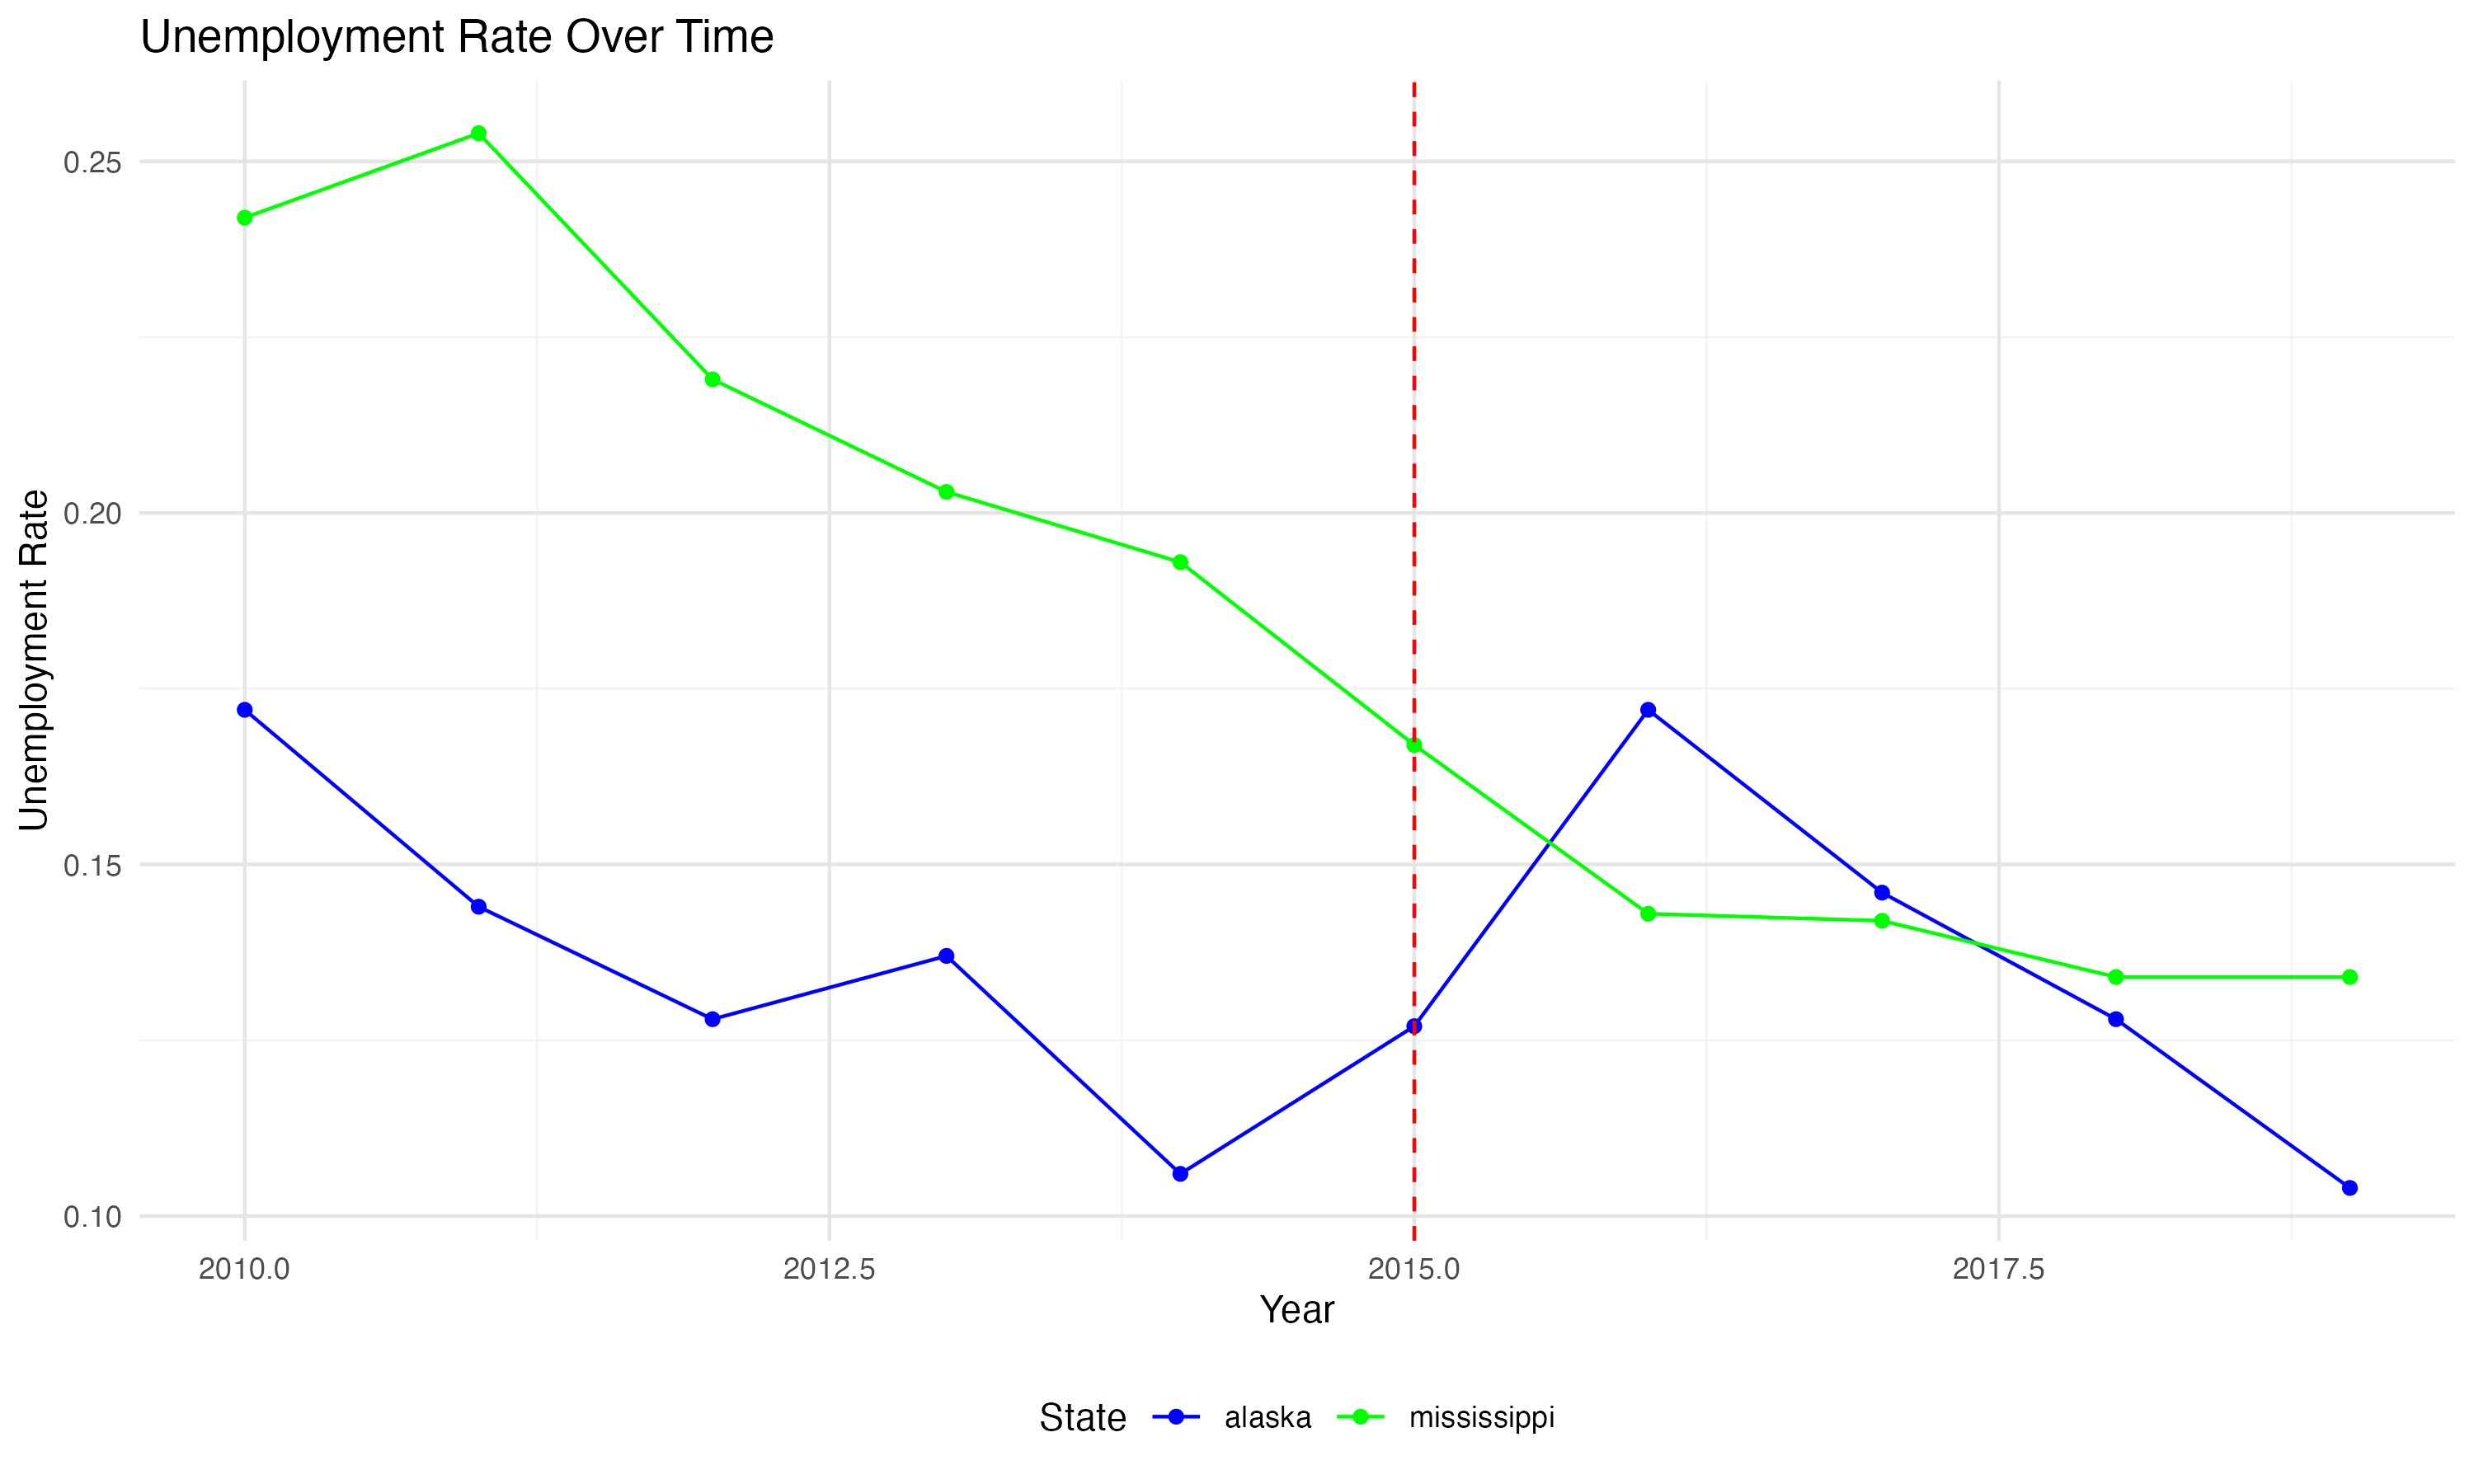 Unemployment Rate Over Time
Unemployment Rate
0.25
0.20
0.15
0.10
2010.0 2012.5 2015.0 2017.5
Year
State alaska mississippi